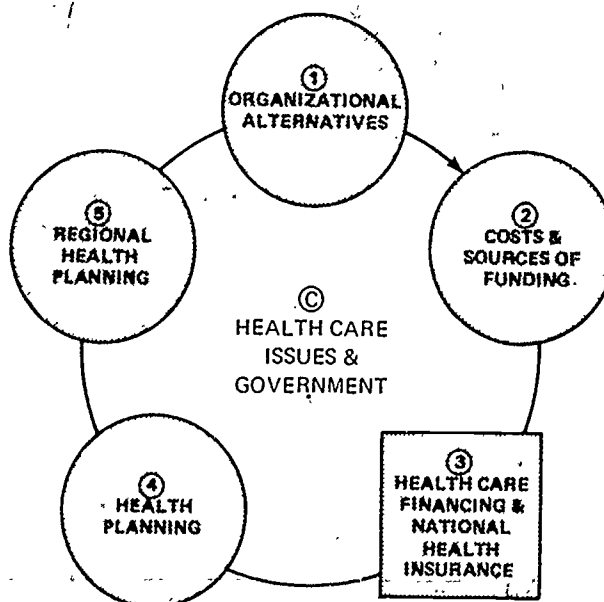 ①
ORGANIZATIONAL
ALTERNATIVES
②
COSTS &
SOURCES OF
FUNDING
③
HEALTH CARE
FINANCING &
NATIONAL
HEALTH
INSURANCE
④
HEALTH
PLANNING
⑤
REGIONAL
HEALTH
PLANNING
Ⓒ
HEALTH CARE
ISSUES &
GOVERNMENT